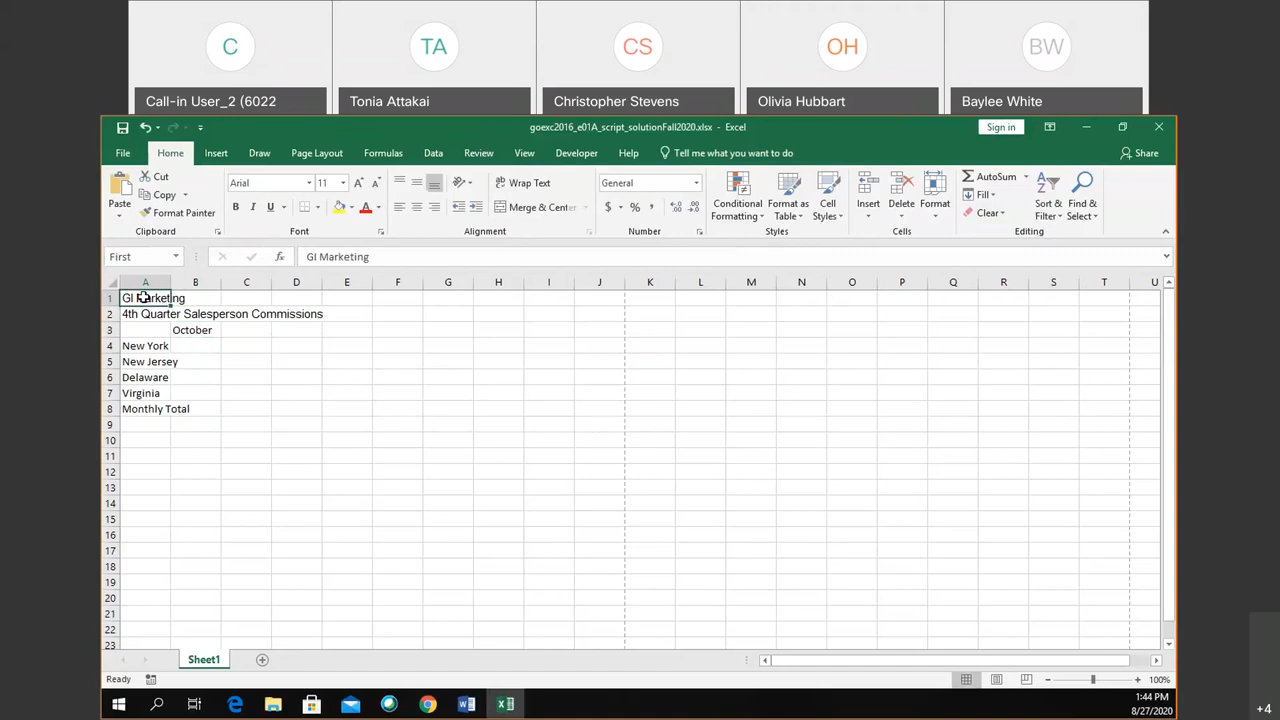 C
TA
CS
OH
BW
Call-in User_2 (6022
Tonia Attakai
Christopher Stevens
Olivia Hubbart
Baylee White
goexc2016_e01A_script_solutionFall2020.xlsx - Excel
Sign in
File Home Insert Draw Page Layout Formulas Data Review View Developer Help Tell me what you want to do Share
Paste
Cut
Copy
Format Painter
Clipboard
Arial 11
B I U
Font
Wrap Text
Merge & Center
Alignment
General
$ % ,
Number
Conditional Formatting
Format as Table
Cell Styles
Styles
Insert
Delete
Format
Cells
AutoSum
Fill
Clear
Sort & Filter
Find & Select
Editing
First fx GI Marketing
A B C D E F G H I J K L M N O P Q R S T U
1 GI Marketing
2 4th Quarter Salesperson Commissions
3 October
4 New York
5 New Jersey
6 Delaware
7 Virginia
8 Monthly Total
9
10
11
12
13
14
15
16
17
18
19
20
21
22
23
Sheet1
Ready 100%
1:44 PM
8/27/2020
+4